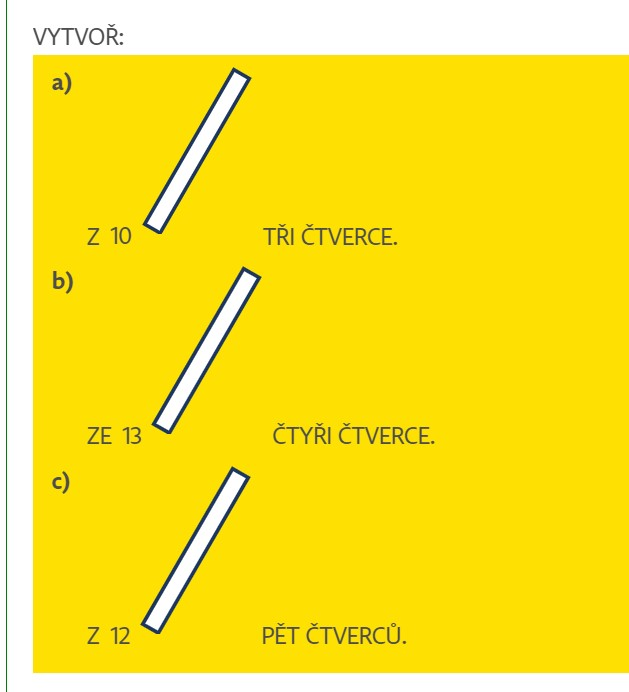 VYTVOŘ:
a)
Z 10 TŘI ČTVERCE.
b)
ZE 13 ČTYŘI ČTVERCE.
c)
Z 12 PĚT ČTVERCŮ.